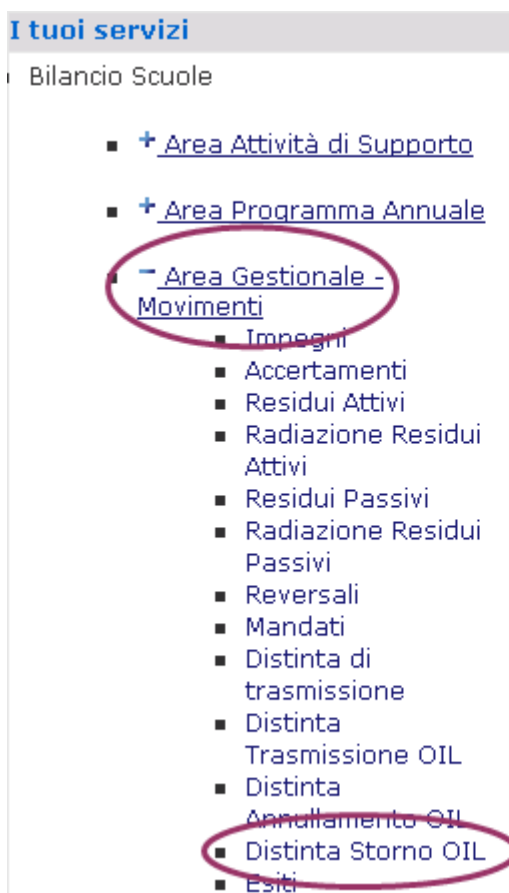 I tuoi servizi
Bilancio Scuole
+ Area Attività di Supporto
+ Area Programma Annuale
- Area Gestionale -
Movimenti
Impegni
Accertamenti
Residui Attivi
Radiazione Residui
Attivi
Residui Passivi
Radiazione Residui
Passivi
Reversali
Mandati
Distinta di
trasmissione
Distinta
Trasmissione OIL
Distinta
Annullamento OIL
Distinta Storno OIL
Esiti